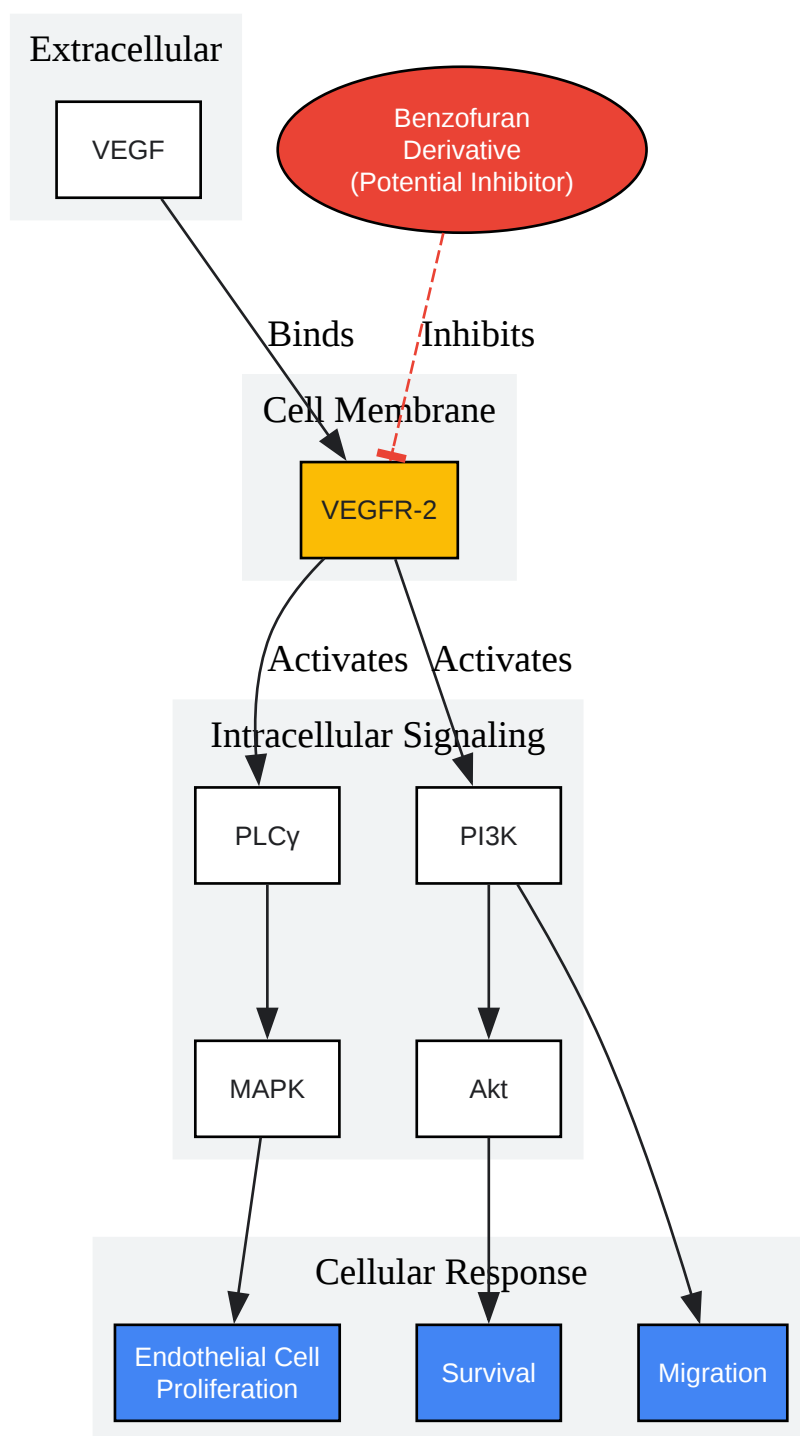 Extracellular
VEGF
Benzofuran
Derivative
(Potential Inhibitor)
Binds
Inhibits
Cell Membrane
VEGFR-2
Activates
Activates
Intracellular Signaling
PLCγ
PI3K
MAPK
Akt
Cellular Response
Endothelial Cell
Proliferation
Survival
Migration